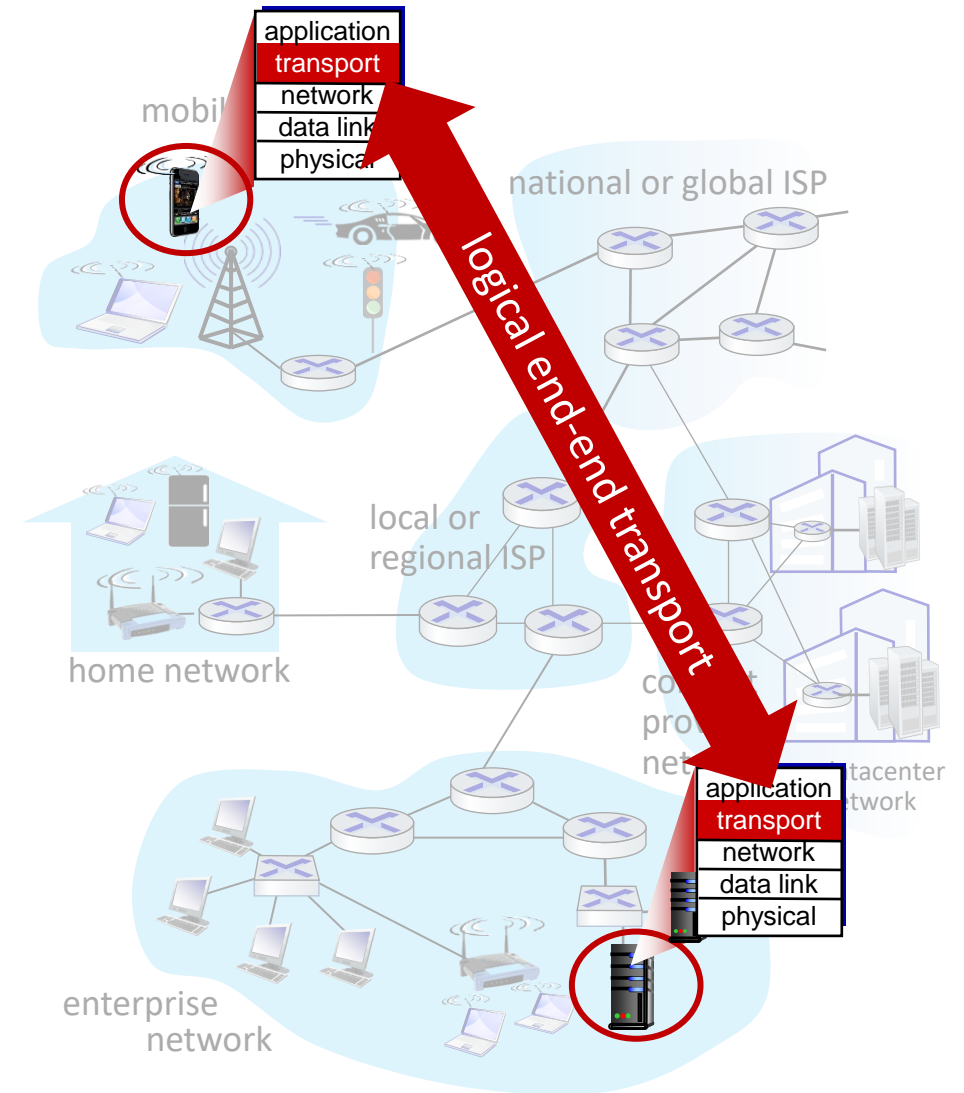 application
transport
network
data link
physical
national or global ISP
logical end-end transport
local or
regional ISP
home network
application
transport
network
data link
physical
enterprise
network